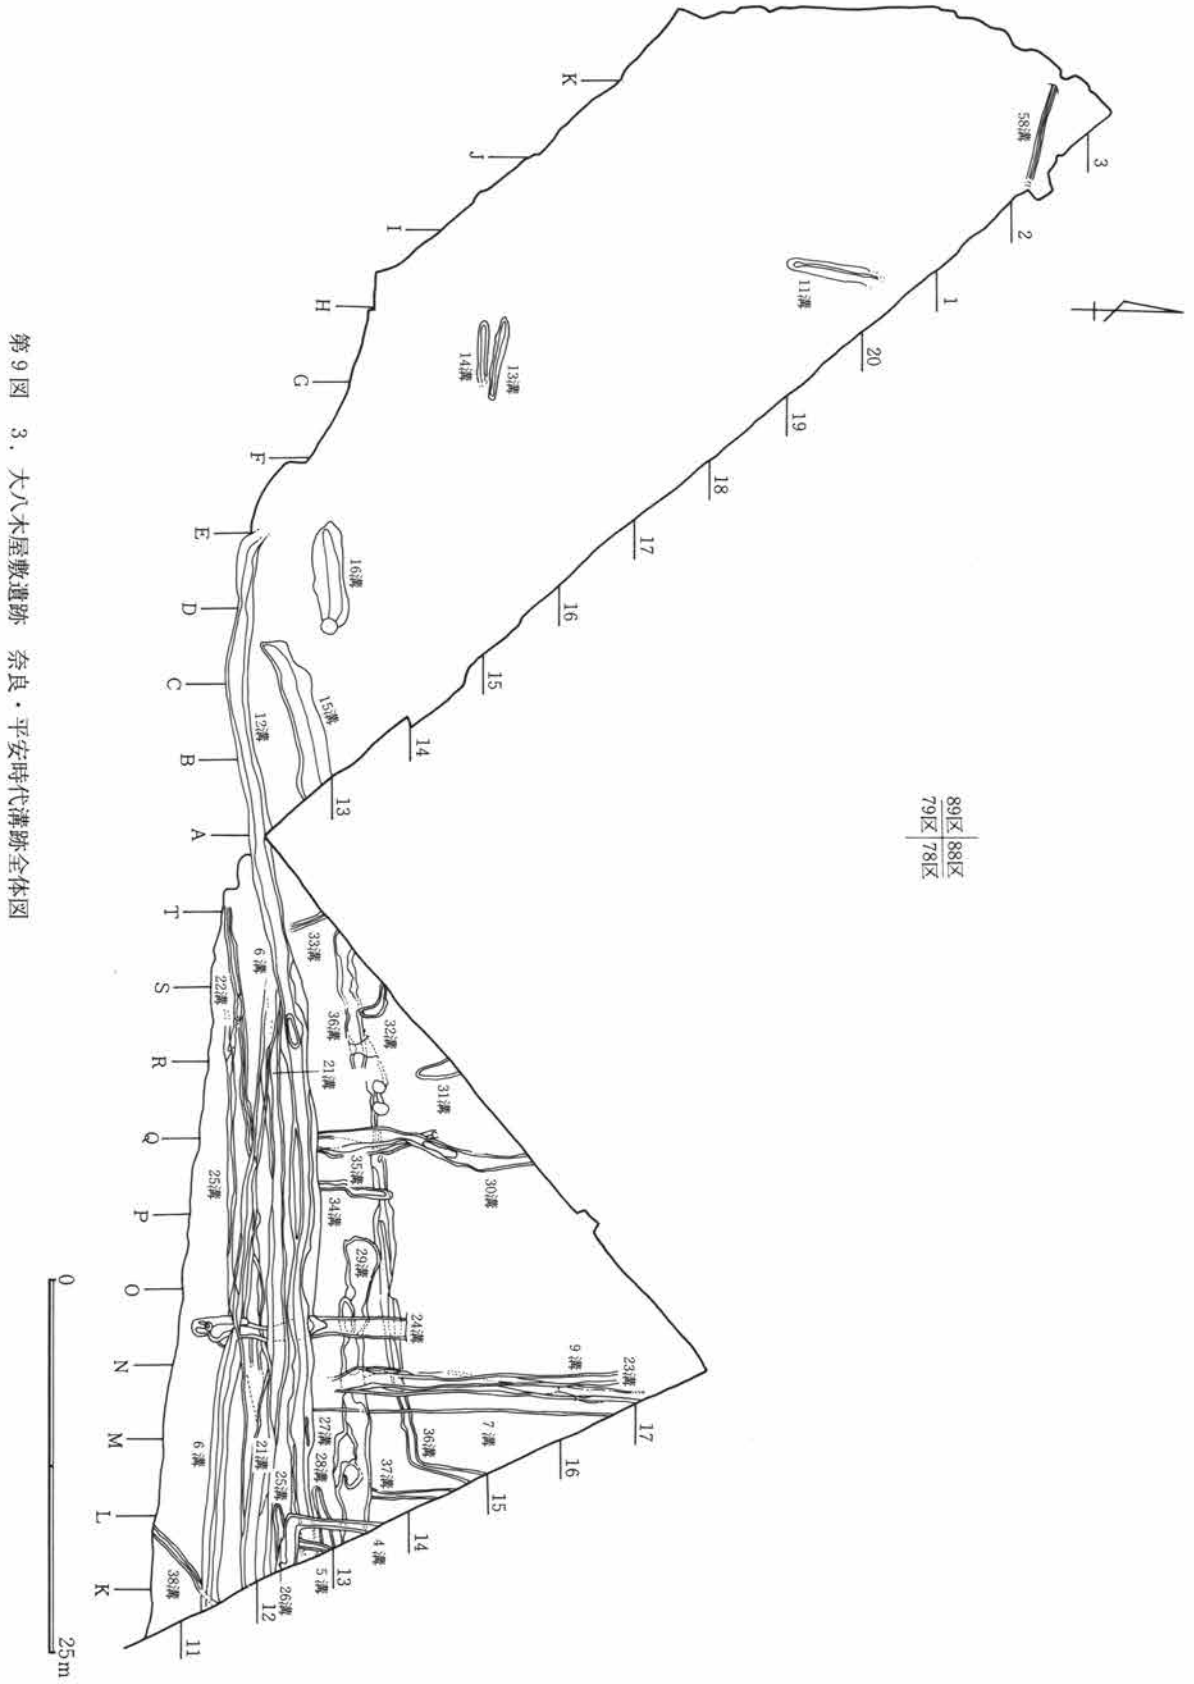 K
J
I
H
G
F
E
D
C
B
A
T
S
R
Q
P
O
N
M
L
K
3
2
1
20
19
18
17
16
15
14
13
17
16
15
14
13
12
11
58溝
11溝
13溝
14溝
16溝
15溝
12溝
33溝
6溝
22溝
36溝
32溝
21溝
31溝
35溝
30溝
25溝
34溝
29溝
24溝
9溝
23溝
7溝
27溝
36溝
28溝
37溝
6溝
21溝
25溝
4溝
5溝
26溝
38溝
89区 88区
79区 78区
0 25m
第9図 3. 大八木屋敷遺跡 奈良・平安時代溝跡全体図